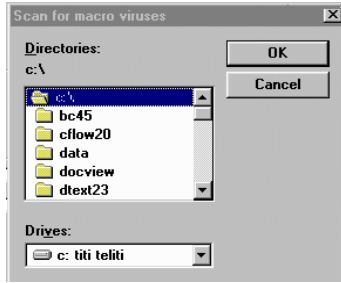 Scan for macro viruses
Directories:
c:\
OK
Cancel
c:\
bc45
cflow20
data
docview
dtext23
Drives:
c: titi teliti